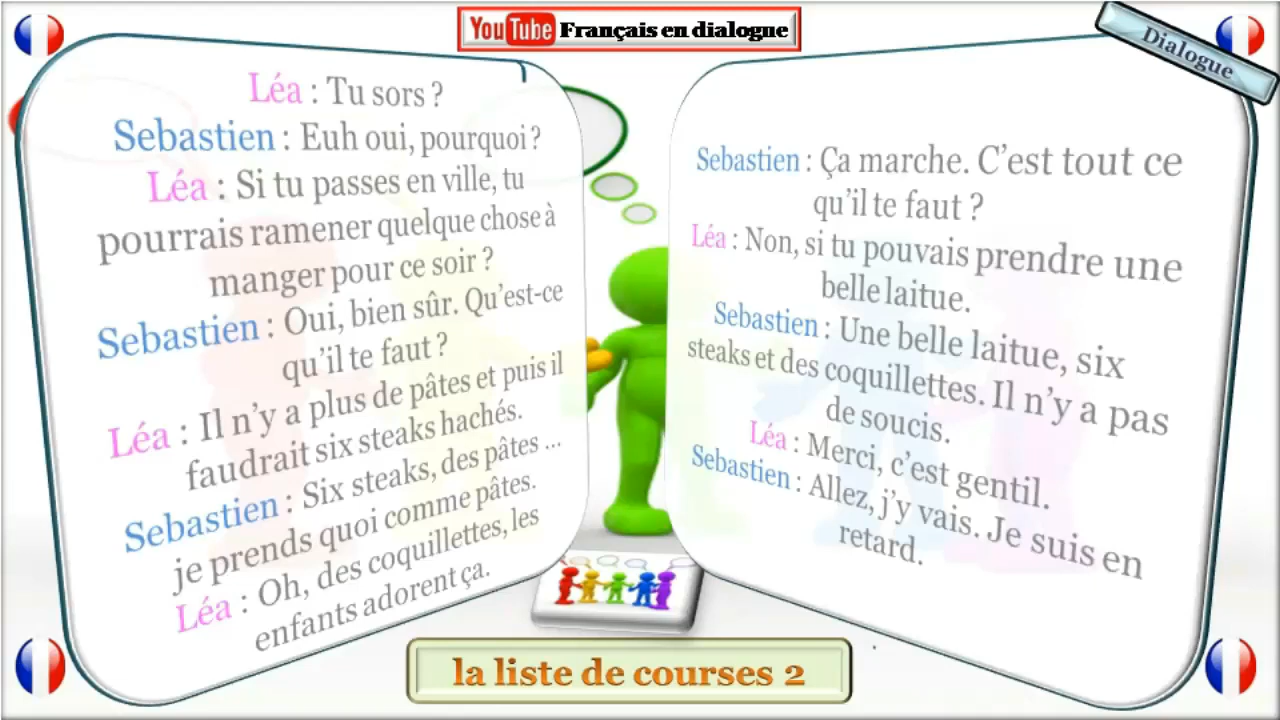 YouTube Français en dialogue
Dialogue
Léa : Tu sors ?
Sebastien : Euh oui, pourquoi ?
Léa : Si tu passes en ville, tu
pourrais ramener quelque chose à
manger pour ce soir ?
Sebastien : Oui, bien sûr. Qu'est-ce
qu'il te faut ?
Léa : Il n'y a plus de pâtes et puis il
faudrait six steaks hachés.
Sebastien : Six steaks, des pâtes ...
je prends quoi comme pâtes.
Léa : Oh, des coquillettes, les
enfants adorent ça.
Sebastien : Ça marche. C'est tout ce
qu'il te faut ?
Léa : Non, si tu pouvais prendre une
belle laitue.
Sebastien : Une belle laitue, six
steaks et des coquillettes. Il n'y a pas
de soucis.
Léa : Merci, c'est gentil.
Sebastien : Allez, j'y vais. Je suis en
retard.
la liste de courses 2